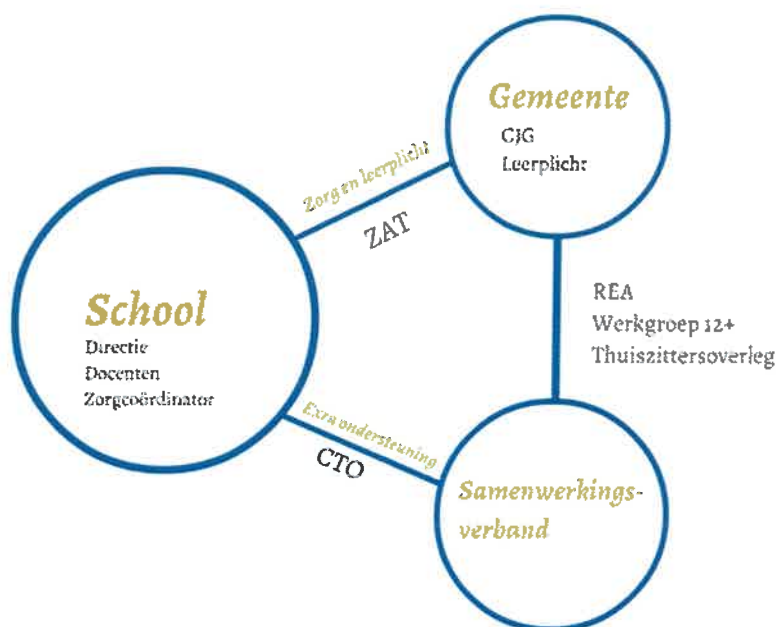 Gemeente
CJG
Leerplicht
Zorg en leerplicht
ZAT
School
Directie
Docenten
Zorgcoördinator
REA
Werkgroep 12+
Thuiszittersoverleg
Exra ondersteuning
CTO
Samenwerkings-
verband